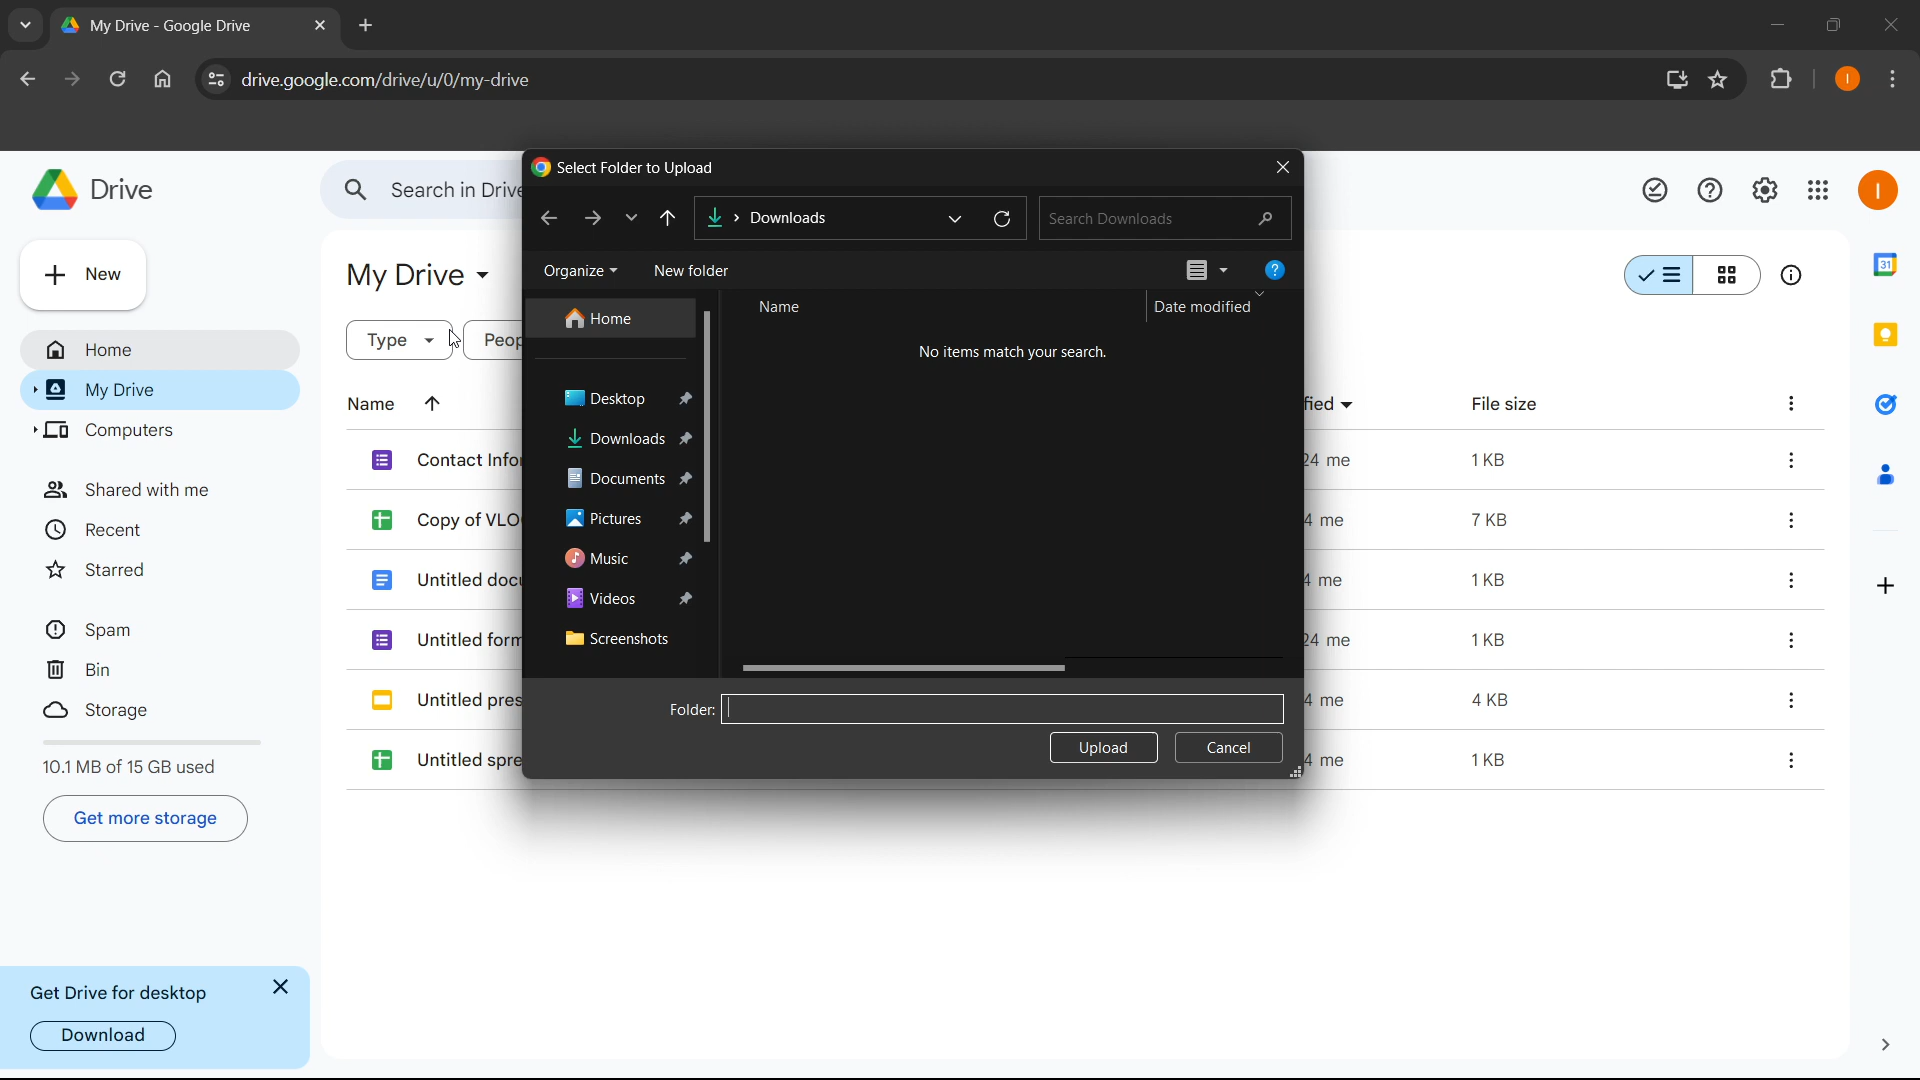 My Drive - Google Drive
drive.google.com/drive/u/0/my-drive
I
Drive
Search in Drive
I
New
Home
My Drive
Computers
Shared with me
Recent
Starred
Spam
Bin
Storage
10.1 MB of 15 GB used
Get more storage
Get Drive for desktop
Download
My Drive
Type
Peop
Name
fied
File size
Contact Info
24 me
1 KB
Copy of VLO
4 me
7 KB
Untitled doc
4 me
1 KB
Untitled form
24 me
1 KB
Untitled pres
4 me
4 KB
Untitled spre
4 me
1 KB
31
Select Folder to Upload
Downloads
Search Downloads
Organize
New folder
?
Home
Desktop
Downloads
Documents
Pictures
Music
Videos
Screenshots
Name
Date modified
No items match your search.
Folder:
Upload
Cancel